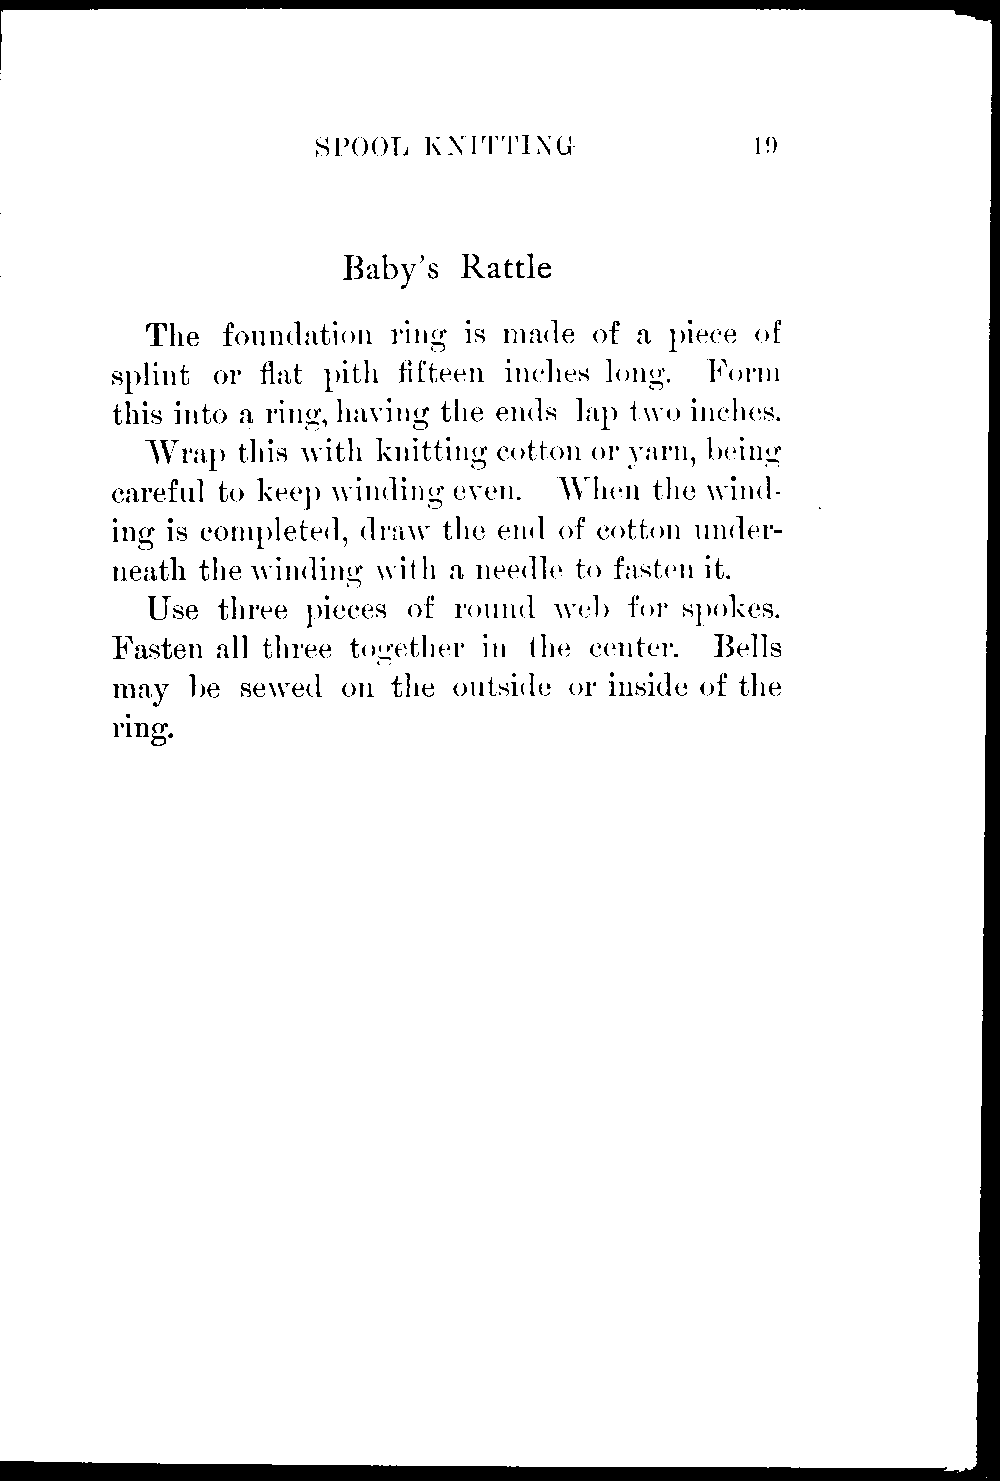 SPOOL KNITTING 19
Baby's Rattle
The foundation ring is made of a piece of
splint or flat pith fifteen inches long. Form
this into a ring, having the ends lap two inches.
Wrap this with knitting cotton or yarn, being
careful to keep winding even. When the wind-
ing is completed, draw the end of cotton under-
neath the winding with a needle to fasten it.
Use three pieces of round web for spokes.
Fasten all three together in the center. Bells
may be sewed on the outside or inside of the
ring.